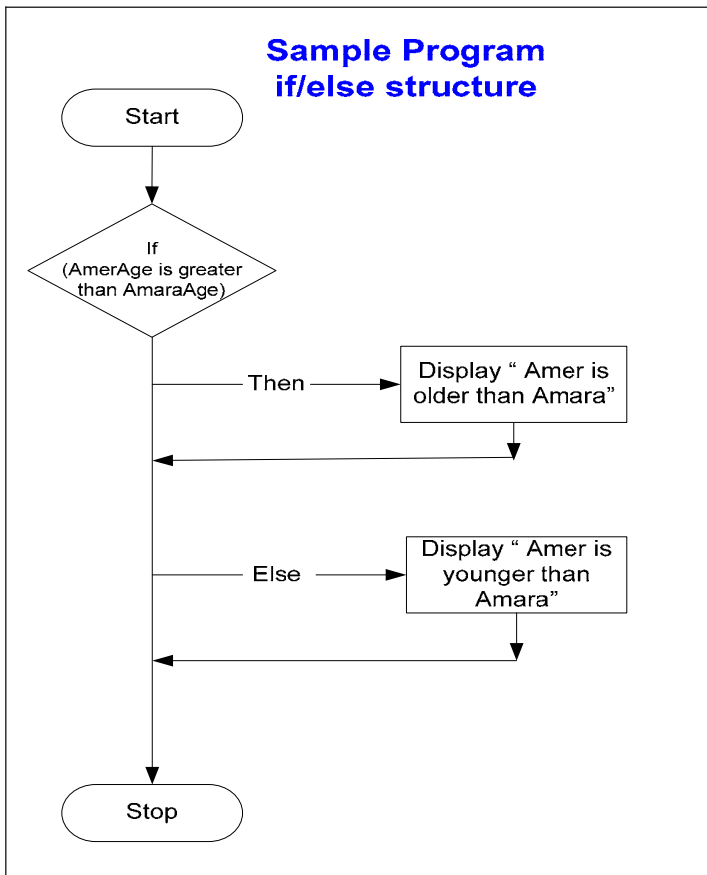 Sample Program
if/else structure
Start
If
(AmerAge is greater
than AmaraAge)
Then
Display “ Amer is
older than Amara”
Else
Display “ Amer is
younger than
Amara”
Stop